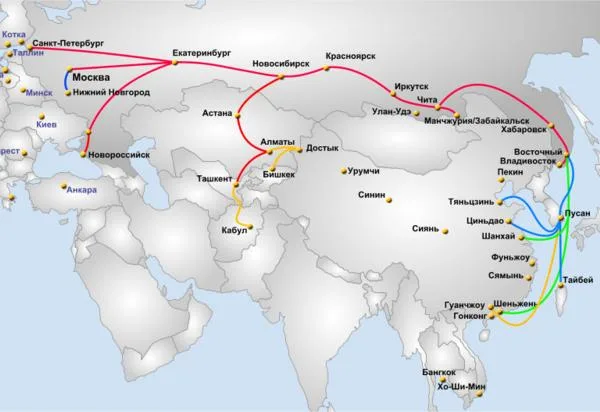 Котка
Санкт-Петербург
Таллин
Екатеринбург
Новосибирск
Красноярск
Москва
Минск
Нижний Новгород
Иркутск
Чита
Улан-Удэ
Манчжурия/Забайкальск
Хабаровск
Киев
Астана
рест
Новороссийск
Алматы
Достык
Восточный
Владивосток
Бишкек
Урумчи
Пекин
Анкара
Ташкент
Синин
Тяньцзинь
Пусан
Циньдао
Кабул
Сиянь
Шанхай
Фуньжоу
Сямынь
Тайбей
Гуанчжоу
Шеньжень
Гонконг
Бангкок
Хо-Ши-Мин